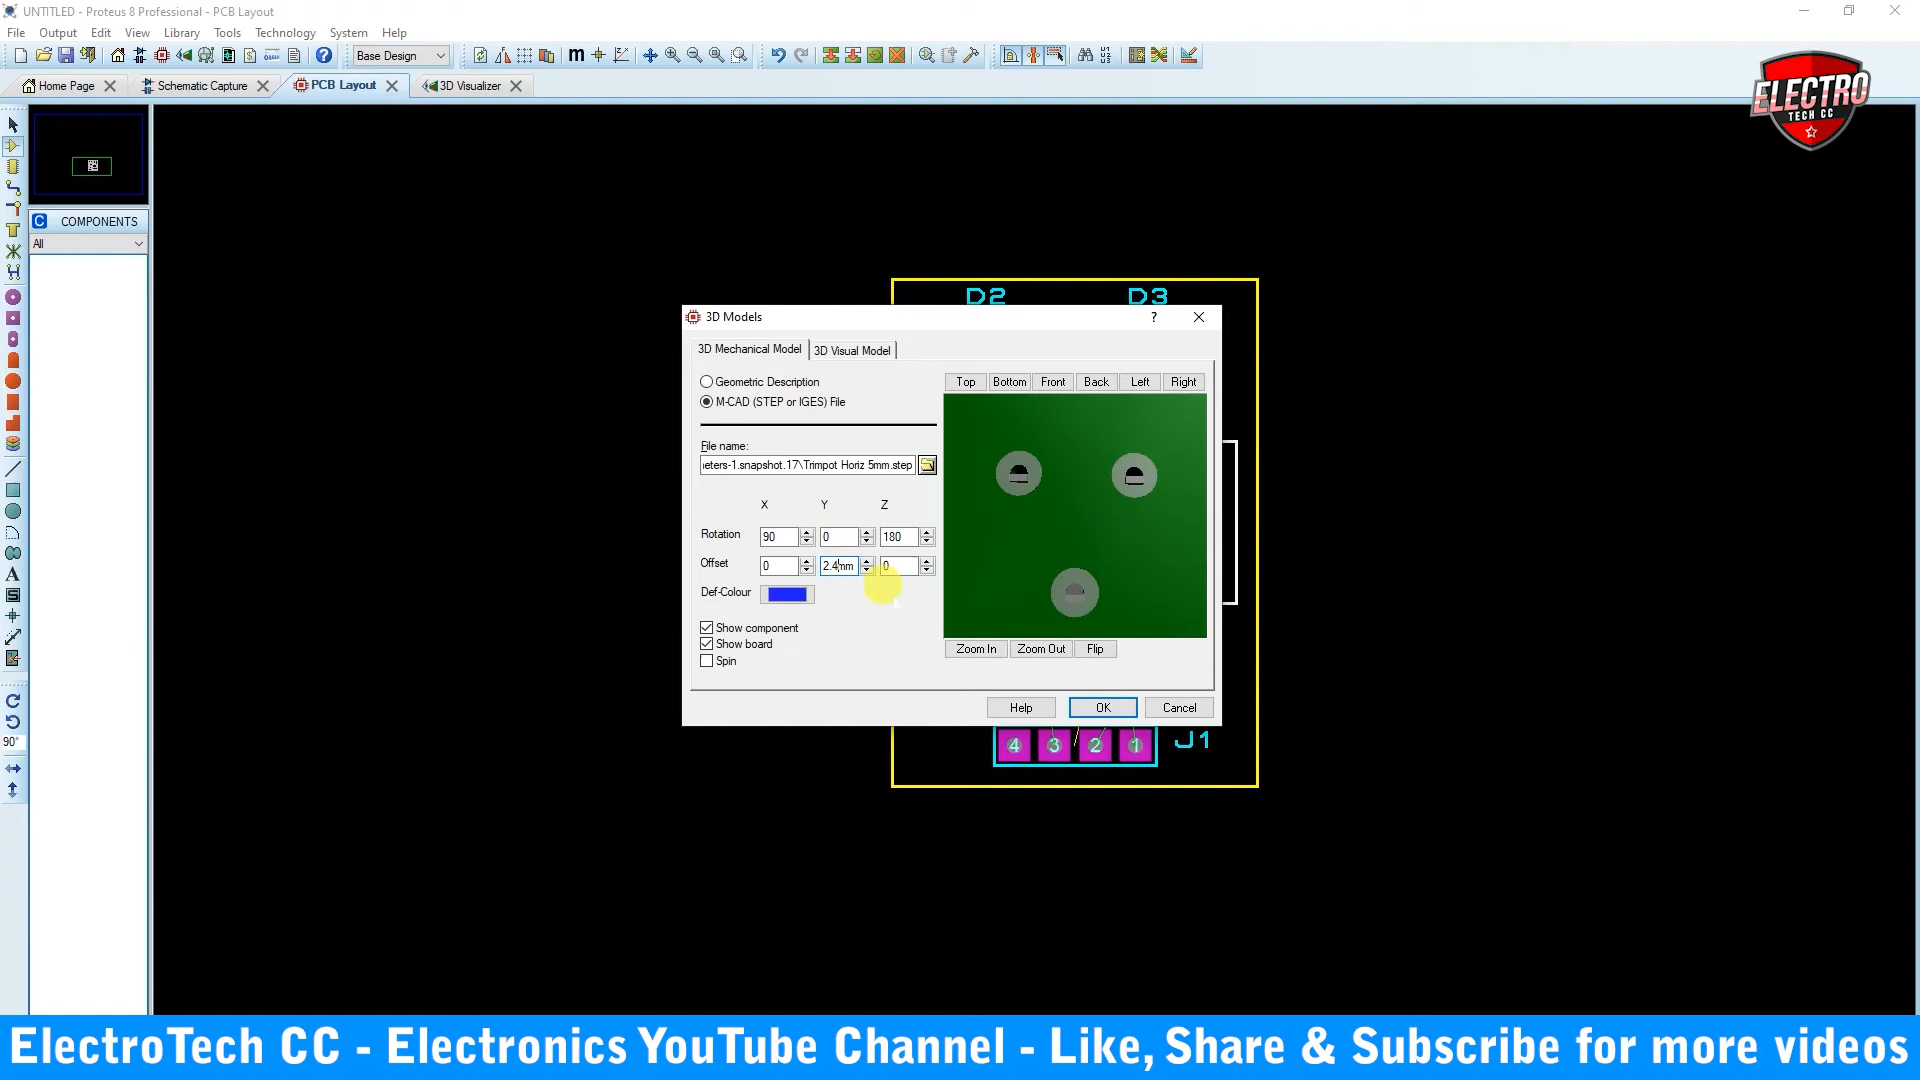 UNTITLED - Proteus 8 Professional - PCB Layout
File Output Edit View Library Tools Technology System Help
Base Design
Home Page Schematic Capture PCB Layout 3D Visualizer
ELECTRO
TECH CC
C COMPONENTS
All
D2 D3
3D Models
3D Mechanical Model 3D Visual Model
Geometric Description
M-CAD (STEP or IGES) File
Top Bottom Front Back Left Right
File name:
eters-1.snapshot.17\Trimpot Horiz 5mm.step
X Y Z
Rotation 90 0 180
Offset 0 2.4mm 0
Def-Colour
Show component
Show board
Spin
Zoom In Zoom Out Flip
Help OK Cancel
4 3 2 1 J1
90°
ElectroTech CC - Electronics YouTube Channel - Like, Share & Subscribe for more videos